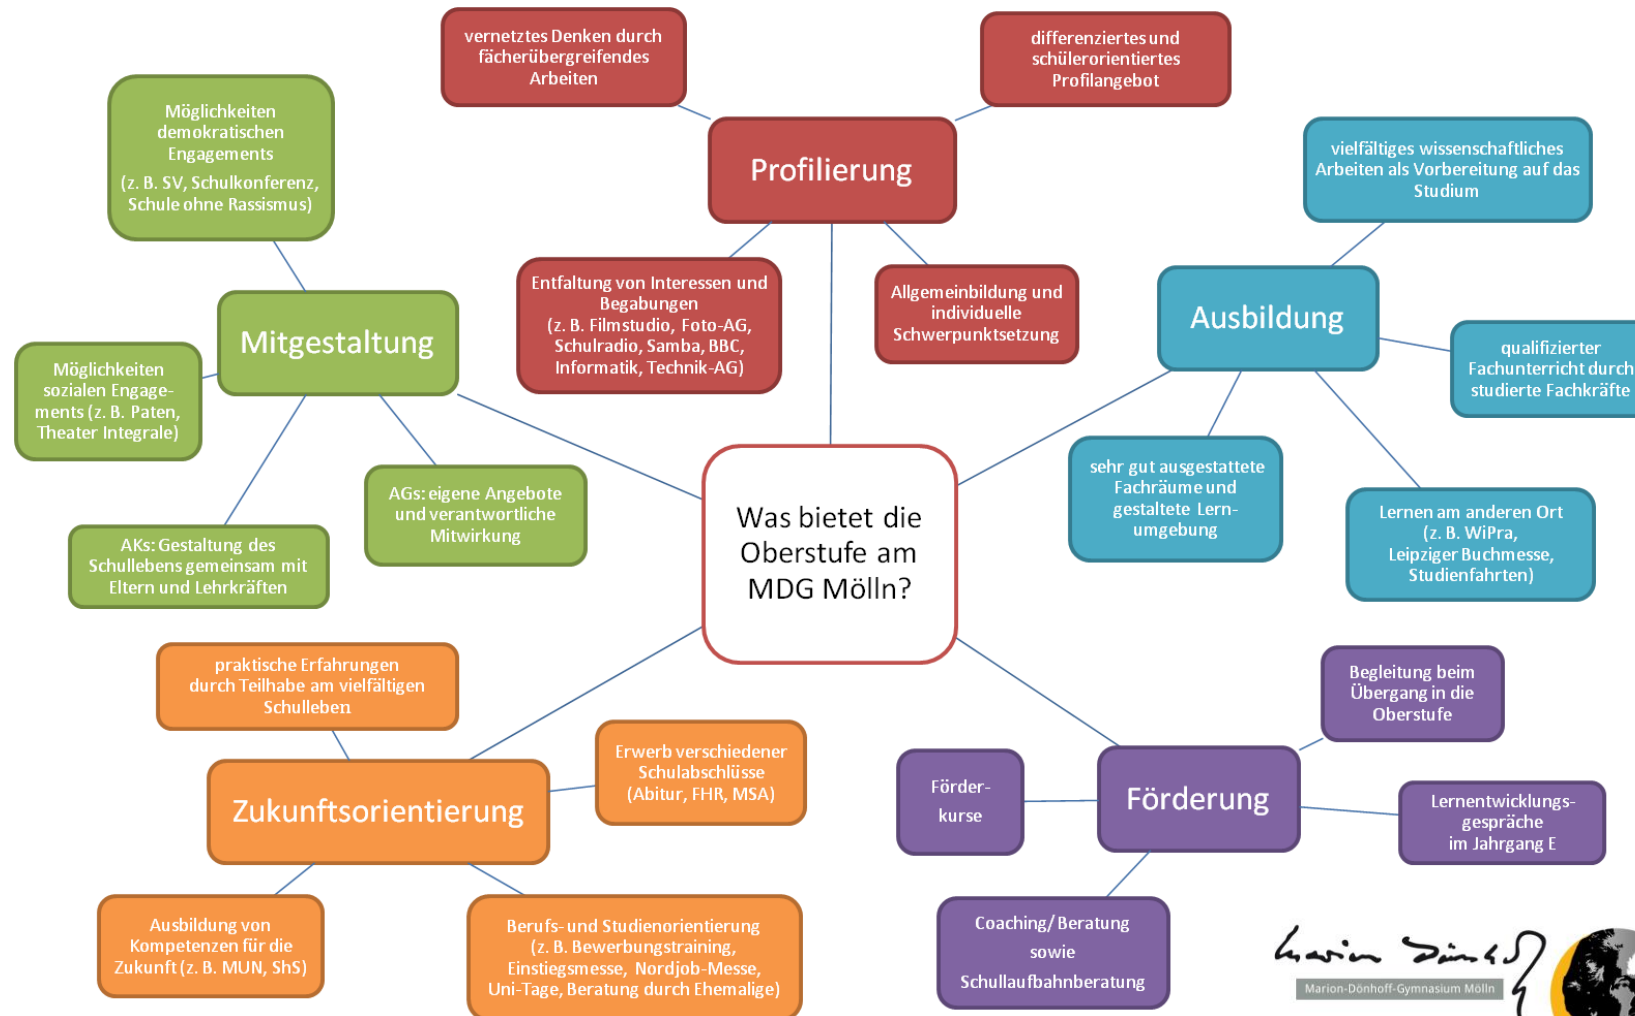 vernetztes Denken durch
fächerübergreifendes
Arbeiten
differenziertes und
schülerorientiertes
Profilangebot
Profilierung
Entfaltung von Interessen und
Begabungen
(z. B. Filmstudio, Foto-AG,
Schulradio, Samba, BBC,
Informatik, Technik-AG)
Allgemeinbildung und
individuelle
Schwerpunktsetzung
Möglichkeiten
demokratischen
Engagements
(z. B. SV, Schulkonferenz,
Schule ohne Rassismus)
Mitgestaltung
Möglichkeiten
sozialen Engage-
ments (z. B. Paten,
Theater Integrale)
AGs: eigene Angebote
und verantwortliche
Mitwirkung
AKs: Gestaltung des
Schullebens gemeinsam mit
Eltern und Lehrkräften
vielfältiges wissenschaftliches
Arbeiten als Vorbereitung auf das
Studium
Ausbildung
qualifizierter
Fachunterricht durch
studierte Fachkräfte
sehr gut ausgestattete
Fachräume und
gestaltete Lern-
umgebung
Lernen am anderen Ort
(z. B. WiPra,
Leipziger Buchmesse,
Studienfahrten)
Was bietet die
Oberstufe am
MDG Mölln?
praktische Erfahrungen
durch Teilhabe am vielfältigen
Schulleben
Zukunftsorientierung
Erwerb verschiedener
Schulabschlüsse
(Abitur, FHR, MSA)
Ausbildung von
Kompetenzen für die
Zukunft (z. B. MUN, ShS)
Berufs- und Studienorientierung
(z. B. Bewerbungstraining,
Einstiegsmesse, Nordjob-Messe,
Uni-Tage, Beratung durch Ehemalige)
Begleitung beim
Übergang in die
Oberstufe
Förderung
Förder-
kurse
Lernentwicklungs-
gespräche
im Jahrgang E
Coaching/ Beratung
sowie
Schullaufbahnberatung
Marion Dönhoff
Marion-Dönhoff-Gymnasium Mölln